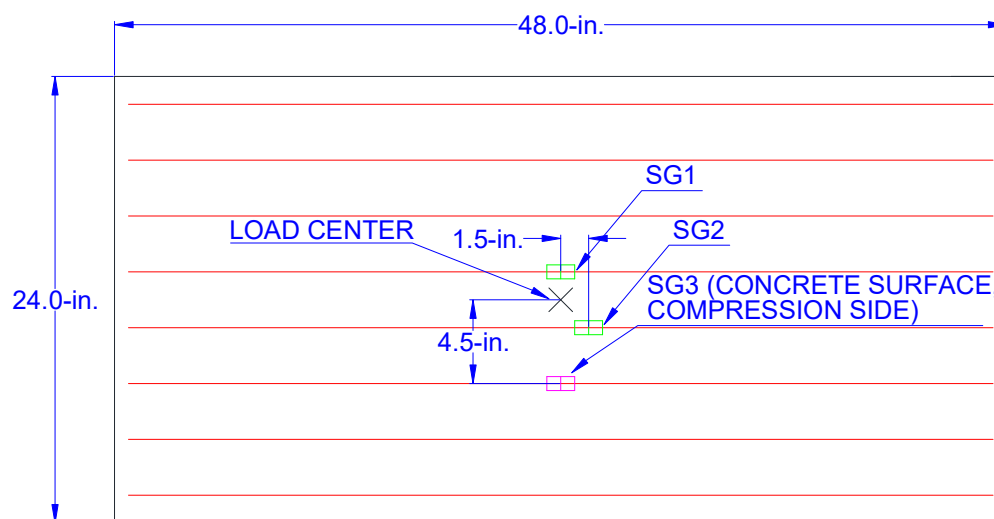 48.0-in.
SG1
LOAD CENTER
1.5-in.
SG2
24.0-in.
SG3 (CONCRETE SURFACE
COMPRESSION SIDE)
4.5-in.